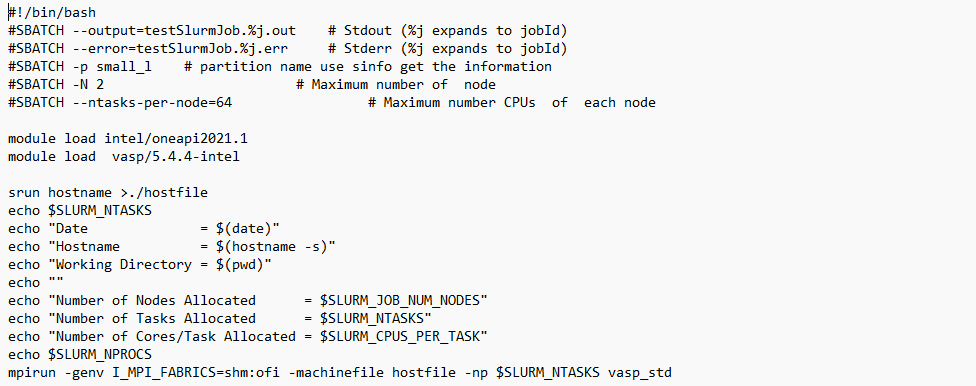 #!/bin/bash
#SBATCH --output=testSlurmJob.%j.out    # Stdout (%j expands to jobId)
#SBATCH --error=testSlurmJob.%j.err     # Stderr (%j expands to jobId)
#SBATCH -p small_l    # partition name use sinfo get the information
#SBATCH -N 2                        # Maximum number of  node
#SBATCH --ntasks-per-node=64                 # Maximum number CPUs  of  each node

module load intel/oneapi2021.1
module load  vasp/5.4.4-intel

srun hostname >./hostfile
echo $SLURM_NTASKS
echo "Date              = $(date)"
echo "Hostname          = $(hostname -s)"
echo "Working Directory = $(pwd)"
echo ""
echo "Number of Nodes Allocated      = $SLURM_JOB_NUM_NODES"
echo "Number of Tasks Allocated      = $SLURM_NTASKS"
echo "Number of Cores/Task Allocated = $SLURM_CPUS_PER_TASK"
echo $SLURM_NPROCS
mpirun -genv I_MPI_FABRICS=shm:ofi -machinefile hostfile -np $SLURM_NTASKS vasp_std